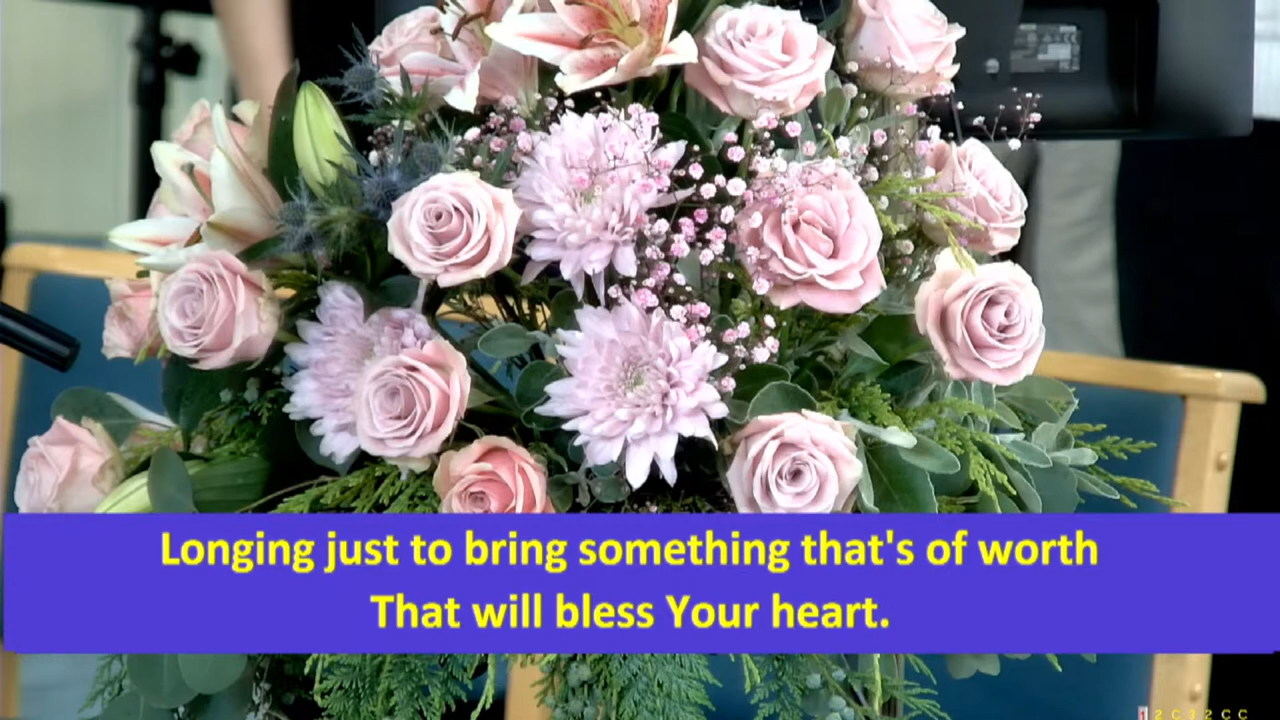 Longing just to bring something that's of worth
That will bless Your heart.